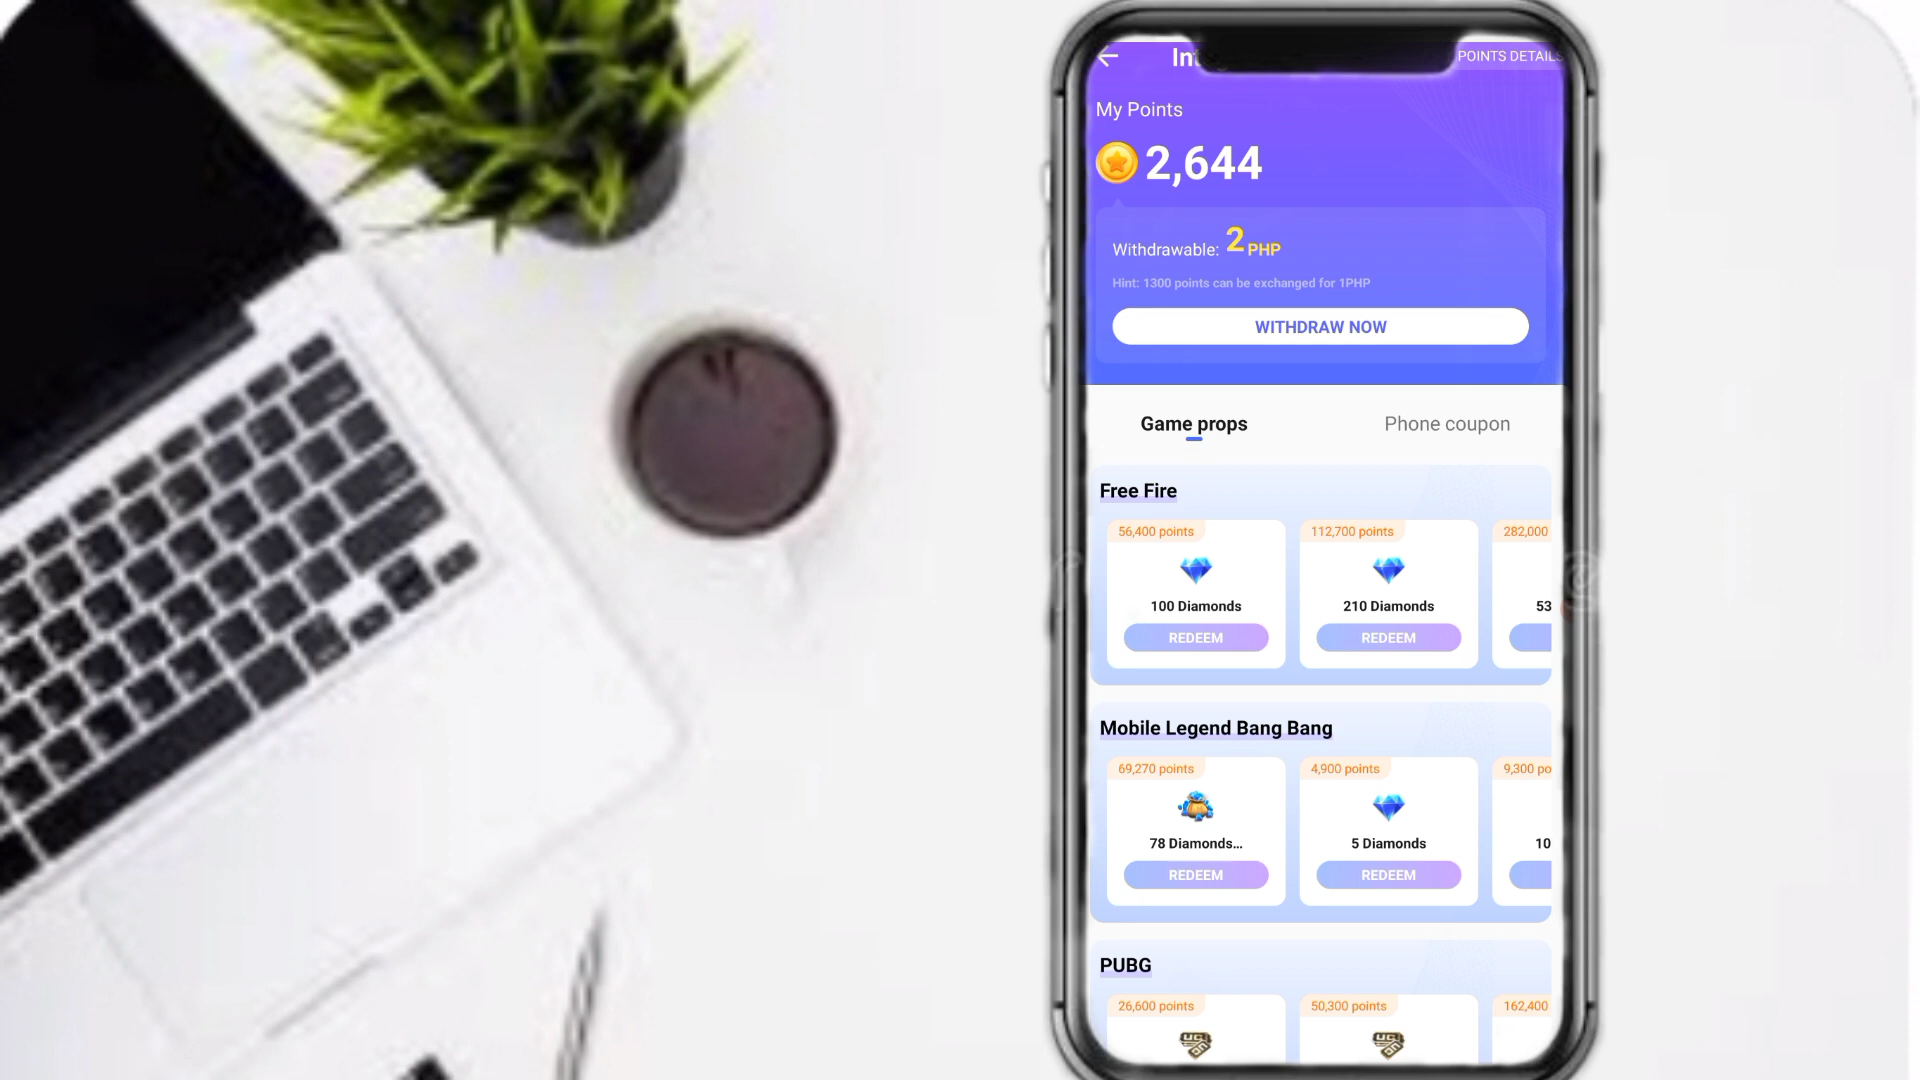 POINTS DETAILS
My Points
2,644
Withdrawable: 2 PHP
Hint: 1300 points can be exchanged for 1PHP
WITHDRAW NOW
Game props
Phone coupon
Free Fire
56,400 points
112,700 points
282,000
100 Diamonds
210 Diamonds
53
REDEEM
REDEEM
Mobile Legend Bang Bang
69,270 points
4,900 points
9,300 po
78 Diamonds...
5 Diamonds
10
REDEEM
REDEEM
PUBG
26,600 points
50,300 points
162,400